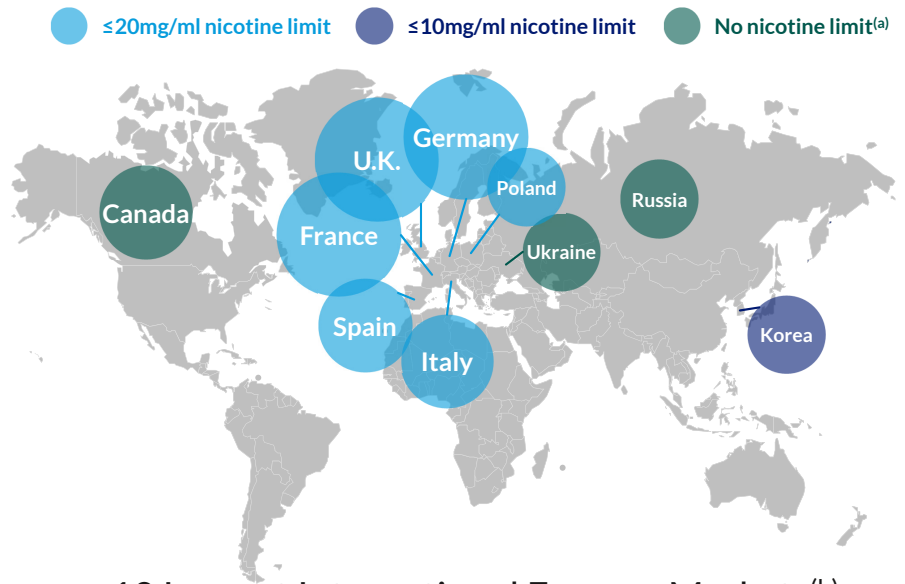 ≤20mg/ml nicotine limit ≤10mg/ml nicotine limit No nicotine limit(a)
Germany
U.K.
Poland
Russia
Canada
France
Ukraine
Spain
Korea
Italy